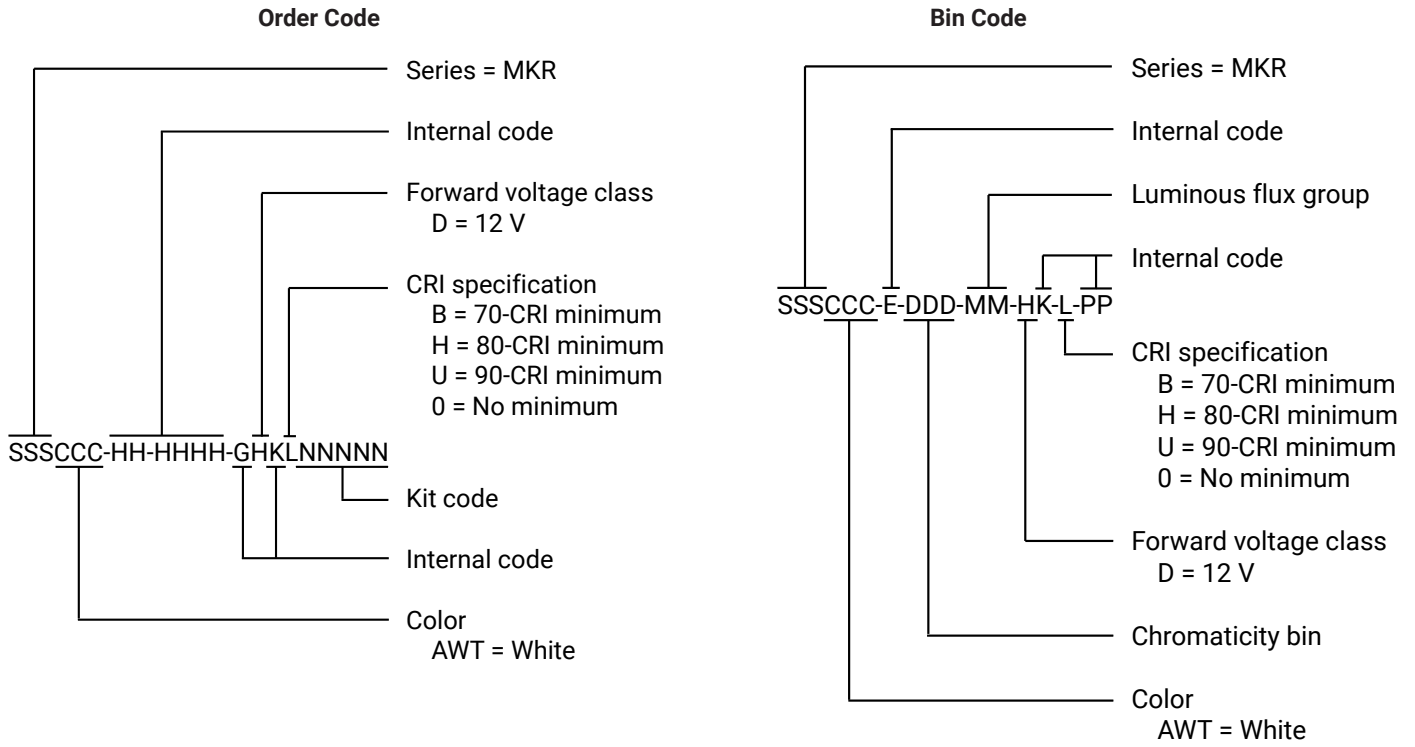 Order Code
Series = MKR
Internal code
Forward voltage class
D = 12 V
CRI specification
B = 70-CRI minimum
H = 80-CRI minimum
U = 90-CRI minimum
0 = No minimum
SSSCCC-HH-HHHH-GHKLNNNNN
Kit code
Internal code
Color
AWT = White
Bin Code
Series = MKR
Internal code
Luminous flux group
Internal code
SSSCCC-E-DDD-MM-HK-L-PP
CRI specification
B = 70-CRI minimum
H = 80-CRI minimum
U = 90-CRI minimum
0 = No minimum
Forward voltage class
D = 12 V
Chromaticity bin
Color
AWT = White